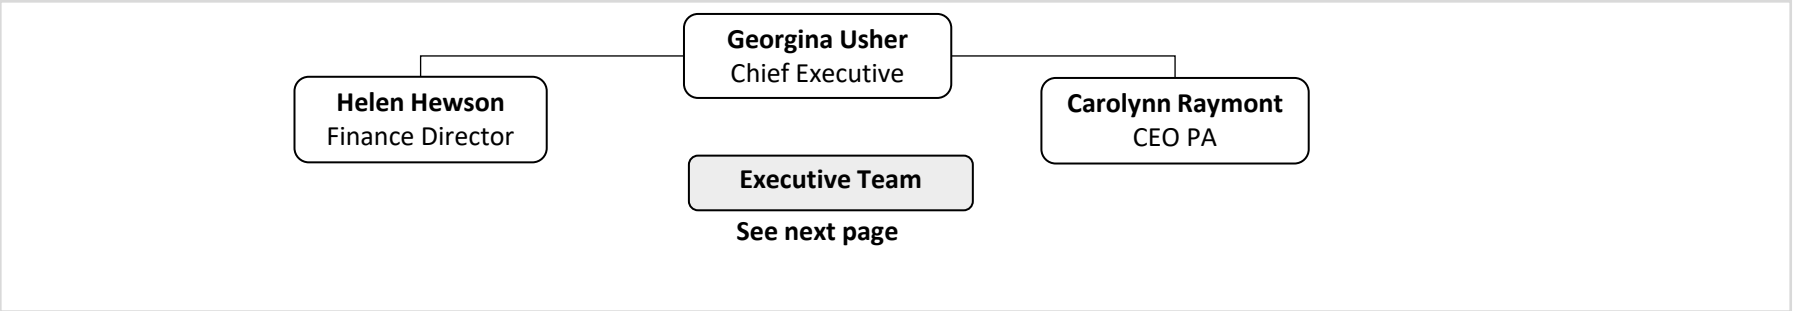 Georgina Usher
Chief Executive
Helen Hewson
Finance Director
Carolynn Raymont
CEO PA
Executive Team
See next page